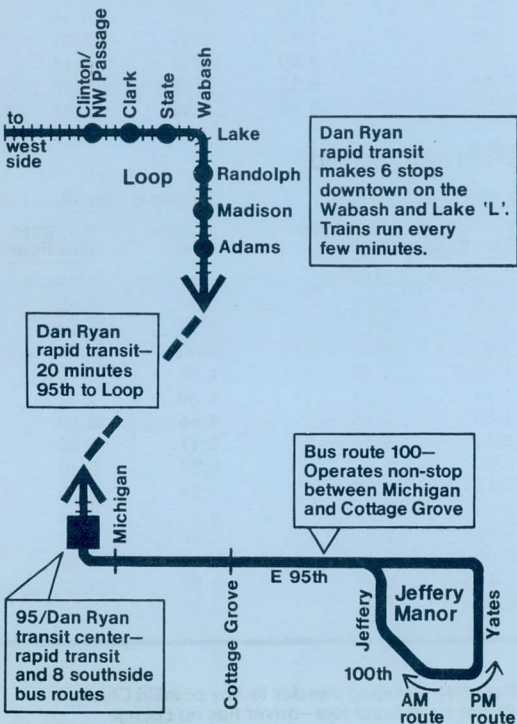 Clinton/
NW Passage
Clark
State
Wabash
to
west
side
Lake
Loop
Randolph
Madison
Adams
Dan Ryan
rapid transit
makes 6 stops
downtown on the
Wabash and Lake 'L'.
Trains run every
few minutes.
Dan Ryan
rapid transit—
20 minutes
95th to Loop
Michigan
Bus route 100—
Operates non-stop
between Michigan
and Cottage Grove
95/Dan Ryan
transit center—
rapid transit
and 8 southside
bus routes
Cottage Grove
E 95th
Jeffery
Jeffery
Manor
Yates
100th
AM
route
PM
route